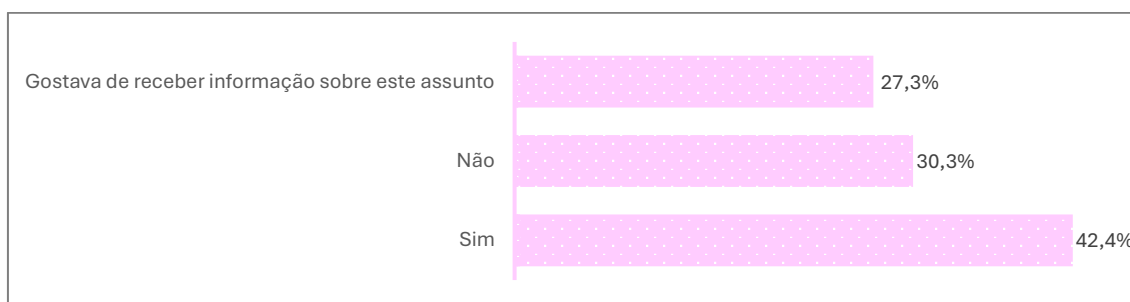 Gostava de receber informação sobre este assunto 27,3%
Não 30,3%
Sim 42,4%